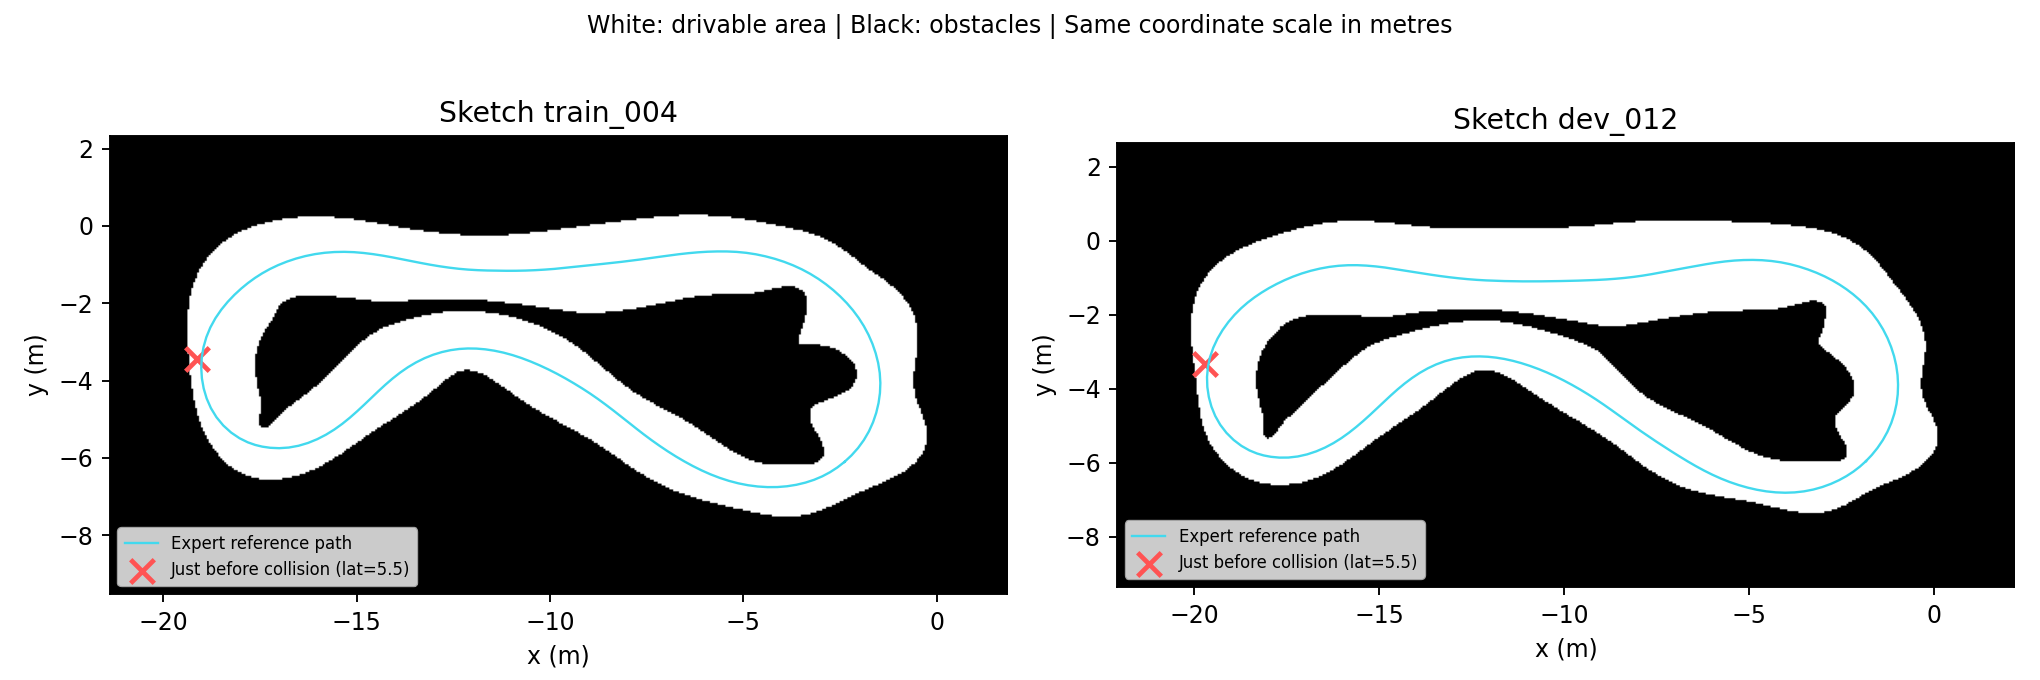 White: drivable area | Black: obstacles | Same coordinate scale in metres
Sketch train_004
2
0
−2
−4
−6
−8
y (m)
−20
−15
−10
−5
0
x (m)
Expert reference path
Just before collision (lat=5.5)
Sketch dev_012
2
0
−2
−4
−6
−8
y (m)
−20
−15
−10
−5
0
x (m)
Expert reference path
Just before collision (lat=5.5)